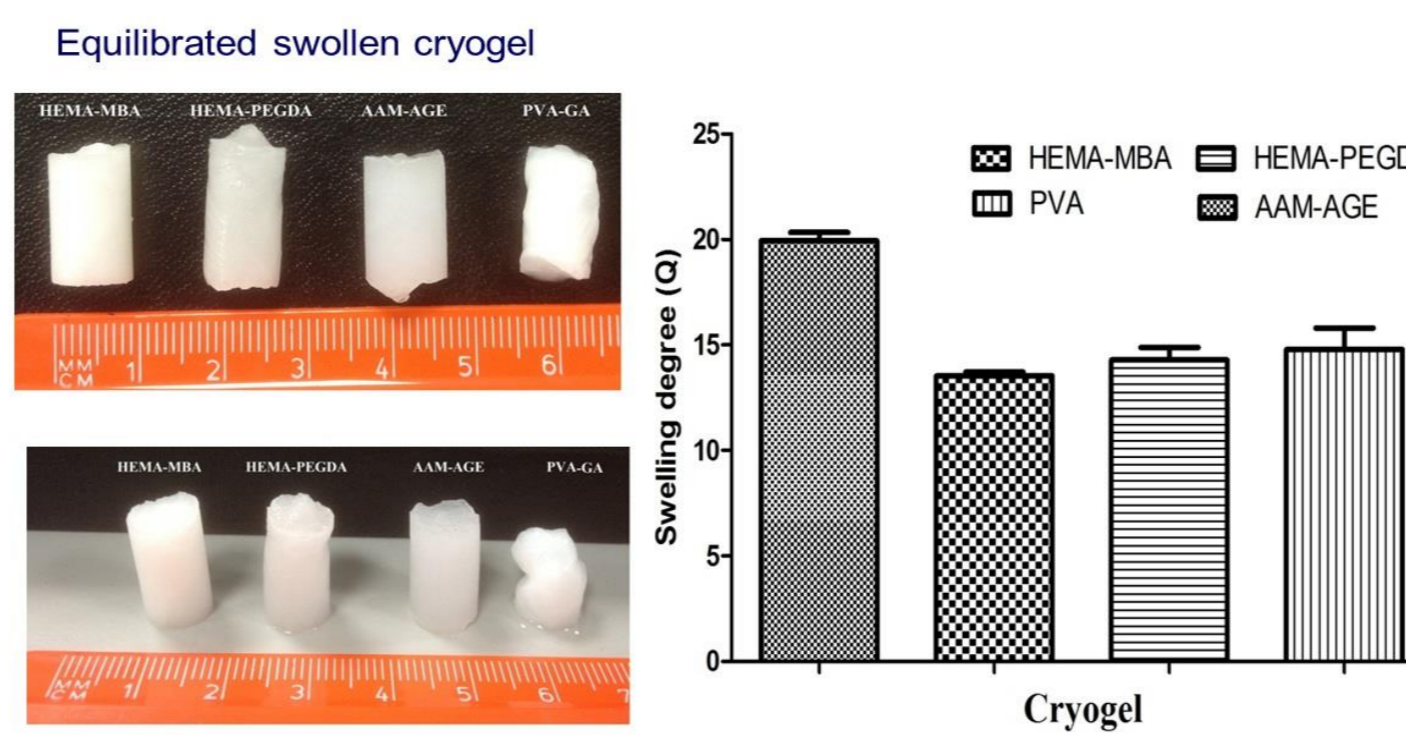 Equilibrated swollen cryogel
HEMA-MBA HEMA-PEGDA AAM-AGE PVA-GA
MM 1 2 3 4 5 6
CM
HEMA-MBA HEMA-PEGDA AAM-AGE PVA-GA
MM 1 2 3 4 5 6 7
CM
25
20
15
10
5
0
Swelling degree (Q)
HEMA-MBA HEMA-PEGD
PVA AAM-AGE
Cryogel